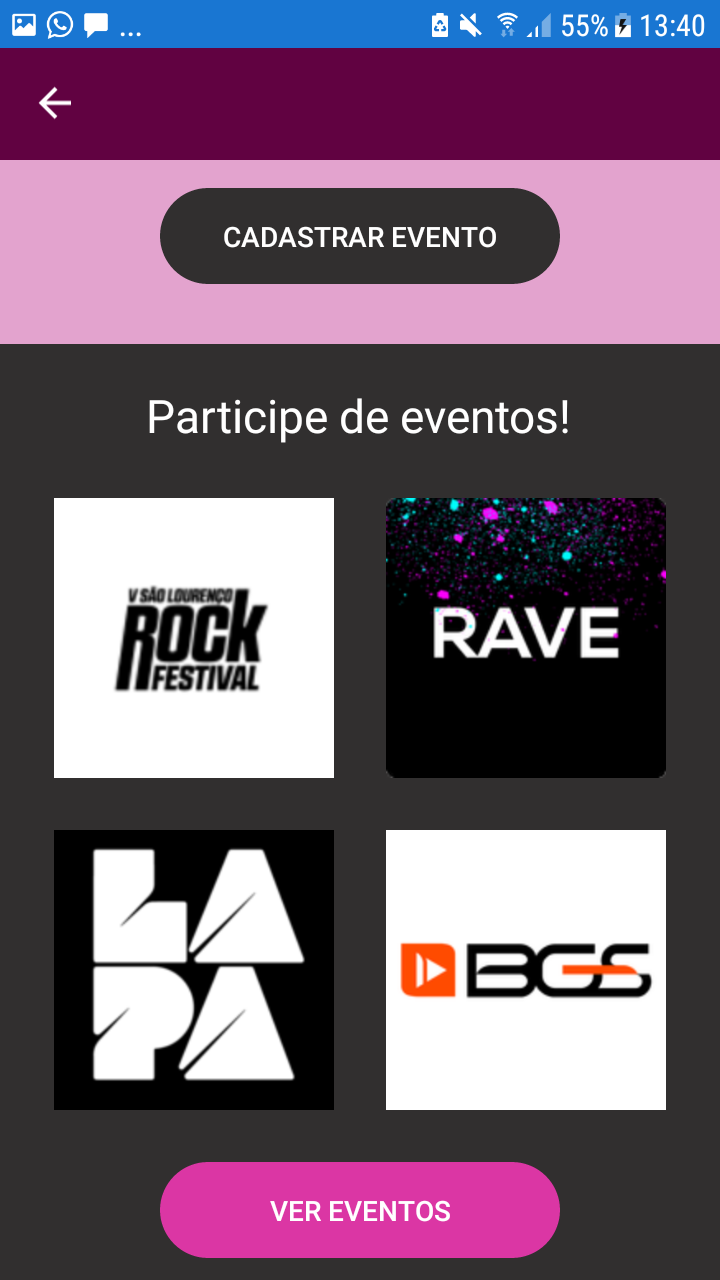 ... 55% 13:40
CADASTRAR EVENTO
Participe de eventos!
V SÃO LOURENÇO
ROCK
FESTIVAL
RAVE
LA
PA
BGS
VER EVENTOS